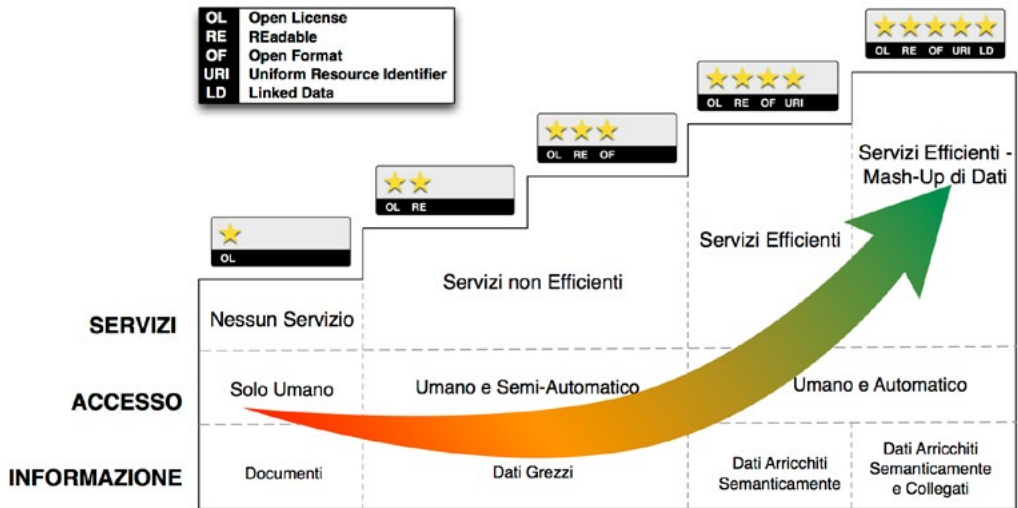 OL Open License
RE REadable
OF Open Format
URI Uniform Resource Identifier
LD Linked Data
OL RE OF URI LD
OL RE OF URI
OL RE OF
OL RE
OL
Servizi Efficienti -
Mash-Up di Dati
Servizi Efficienti
Servizi non Efficienti
Nessun Servizio
SERVIZI
Solo Umano
Umano e Semi-Automatico
Umano e Automatico
ACCESSO
Documenti
Dati Grezzi
Dati Arricchiti
Semanticamente
Dati Arricchiti
Semanticamente
e Collegati
INFORMAZIONE